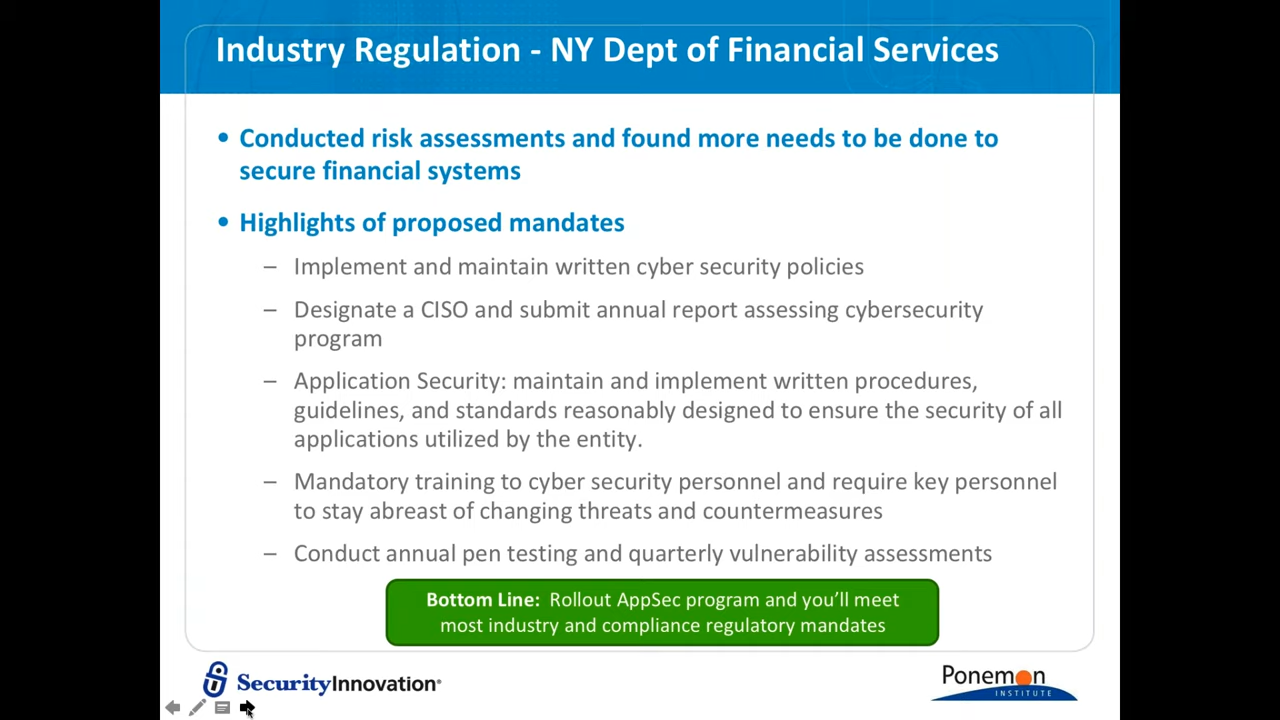 Industry Regulation - NY Dept of Financial Services
• Conducted risk assessments and found more needs to be done to
secure financial systems
• Highlights of proposed mandates
– Implement and maintain written cyber security policies
– Designate a CISO and submit annual report assessing cybersecurity
program
– Application Security: maintain and implement written procedures,
guidelines, and standards reasonably designed to ensure the security of all
applications utilized by the entity.
– Mandatory training to cyber security personnel and require key personnel
to stay abreast of changing threats and countermeasures
– Conduct annual pen testing and quarterly vulnerability assessments
Bottom Line: Rollout AppSec program and you'll meet
most industry and compliance regulatory mandates
SecurityInnovation®
Ponemon
INSTITUTE